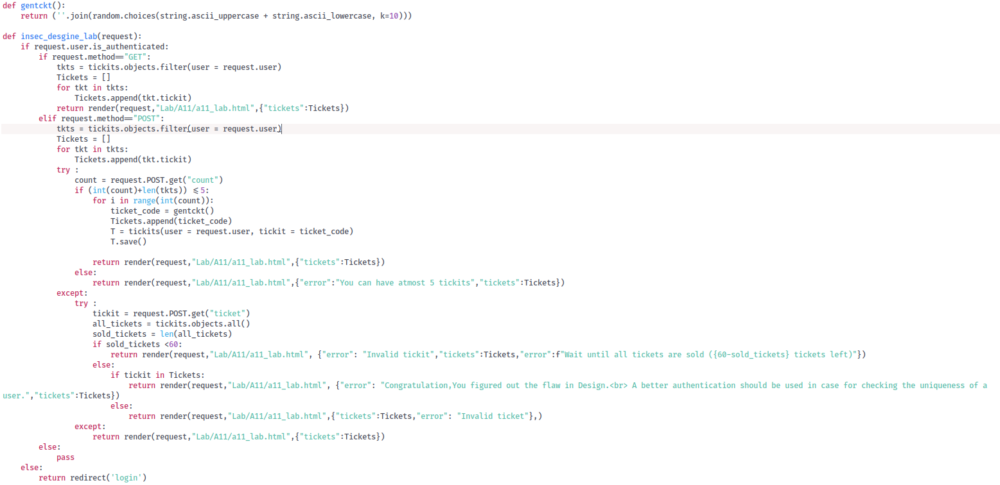 def gentckt():
    return (''.join(random.choices(string.ascii_uppercase + string.ascii_lowercase, k=10)))

def insec_desgine_lab(request):
    if request.user.is_authenticated:
        if request.method=="GET":
            tkts = tickits.objects.filter(user = request.user)
            Tickets = []
            for tkt in tkts:
                Tickets.append(tkt.tickit)
            return render(request,"Lab/A11/a11_lab.html",{"tickets":Tickets})
        elif request.method=="POST":
            tkts = tickits.objects.filter(user = request.user)
            Tickets = []
            for tkt in tkts:
                Tickets.append(tkt.tickit)
            try :
                count = request.POST.get("count")
                if (int(count)+len(tkts)) <=5:
                    for i in range(int(count)):
                        ticket_code = gentckt()
                        Tickets.append(ticket_code)
                        T = tickits(user = request.user, tickit = ticket_code)
                        T.save()

                    return render(request,"Lab/A11/a11_lab.html",{"tickets":Tickets})
                else:
                    return render(request,"Lab/A11/a11_lab.html",{"error":"You can have atmost 5 tickits","tickets":Tickets})
            except:
                try :
                    tickit = request.POST.get("ticket")
                    all_tickets = tickits.objects.all()
                    sold_tickets = len(all_tickets)
                    if sold_tickets <60:
                        return render(request,"Lab/A11/a11_lab.html", {"error": "Invalid tickit","tickets":Tickets,"error":f"Wait until all tickets are sold ({60-sold_tickets} tickets left)"})
                    else:
                        if tickit in Tickets:
                            return render(request,"Lab/A11/a11_lab.html", {"error": "Congratulation,You figured out the flaw in Design.<br> A better authentication should be used in case for checking the uniqueness of a
user.","tickets":Tickets})
                        else:
                            return render(request,"Lab/A11/a11_lab.html",{"tickets":Tickets,"error": "Invalid ticket"},)
                except:
                    return render(request,"Lab/A11/a11_lab.html",{"tickets":Tickets})
        else:
            pass
    else:
        return redirect('login')